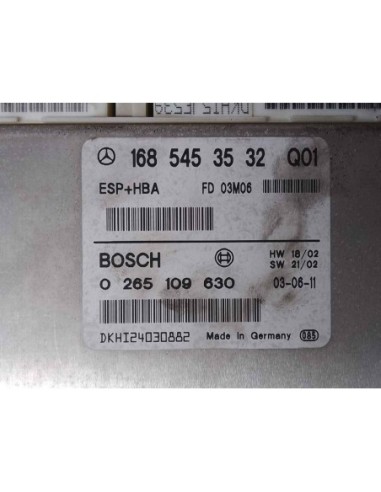 168 545 35 32 Q01
ESP+HBA FD 03M06
BOSCH HW 18/02
SW 21/02
0 265 109 630 03-06-11
DKHI24030882 Made in Germany 085